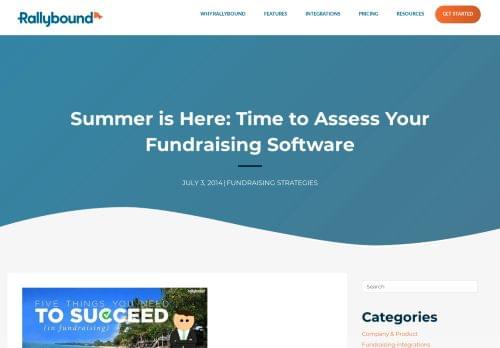 Rallybound
WHY RALLYBOUND
FEATURES
INTEGRATIONS
PRICING
RESOURCES
GET STARTED
Summer is Here: Time to Assess Your
Fundraising Software
JULY 3, 2014 | FUNDRAISING STRATEGIES
Rallybound
FIVE THINGS YOU NEED
TO SUCCEED
(in fundraising)
Search
Categories
Company & Product
Fundraising integrations